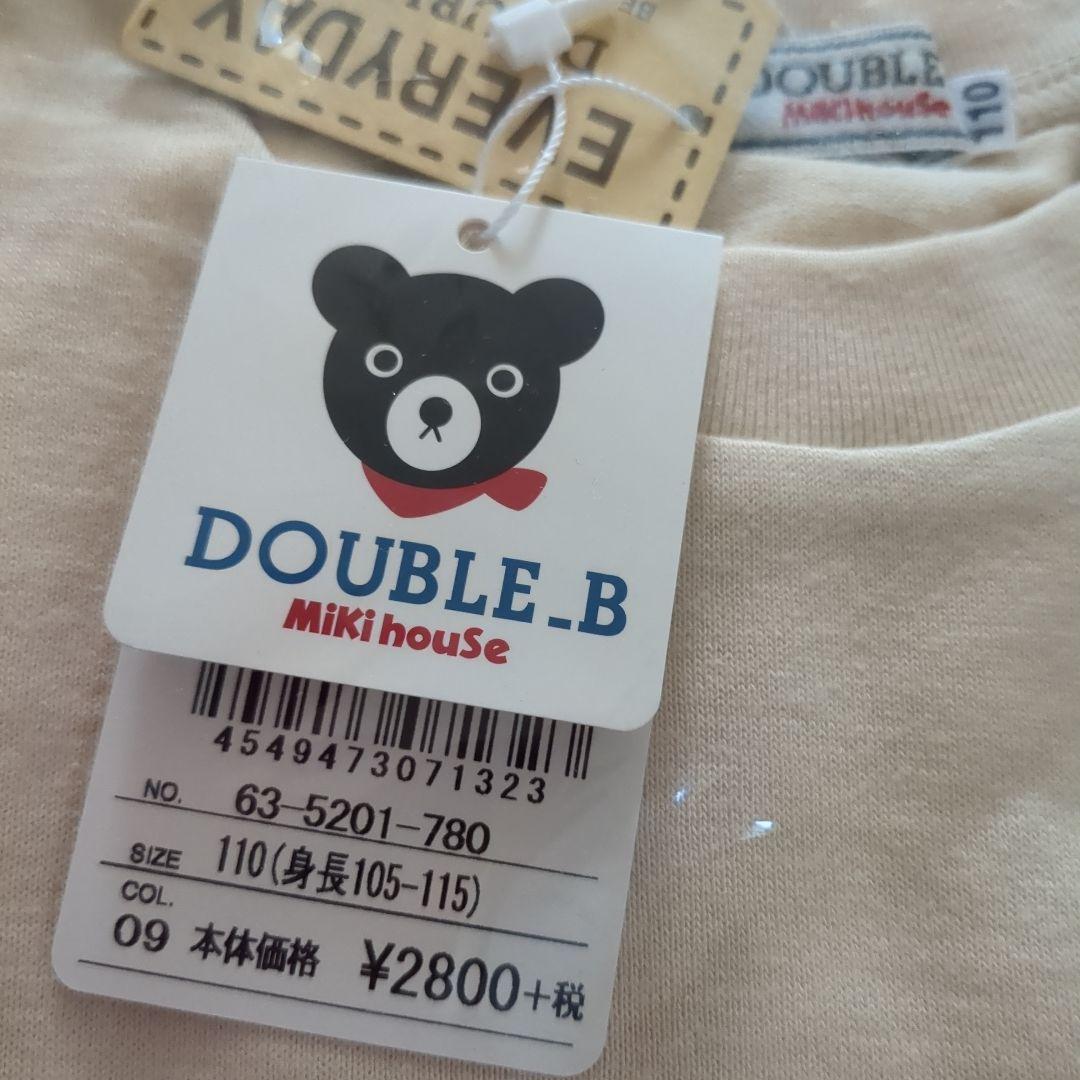 EVERYDAY
DOUBLE
MiKi houSe
110
DOUBLE_B
MiKi houSe
4549473071323
NO. 63-5201-780
SIZE 110(身長105-115)
COL.
09 本体価格 ¥2800+税